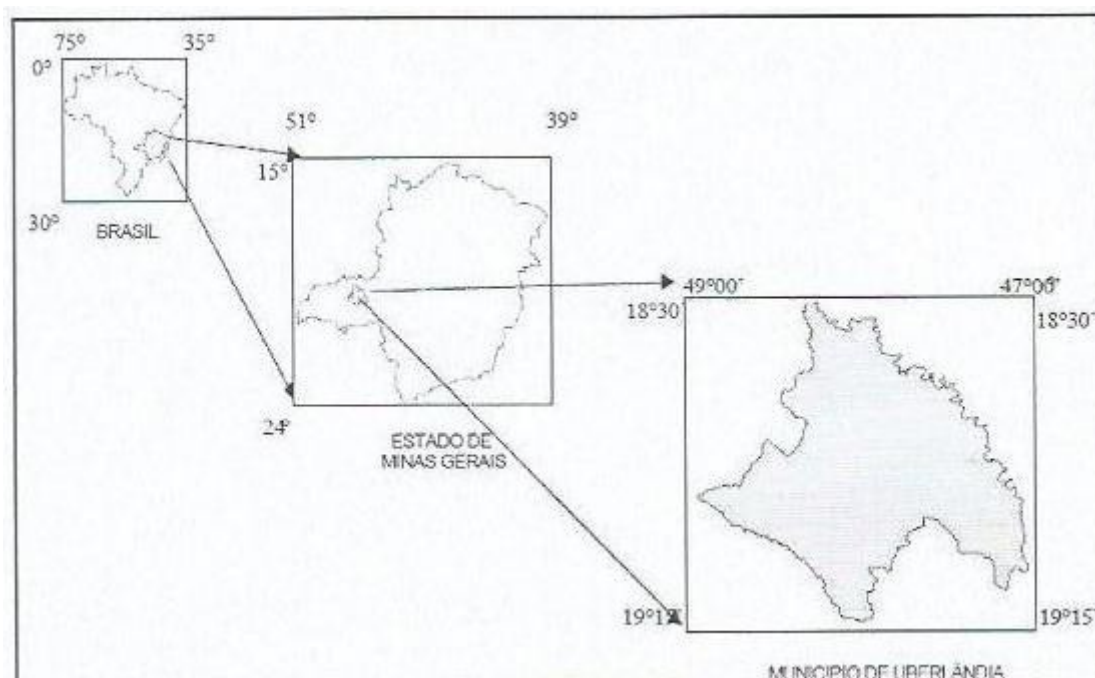 75° 35°
0°
30°
BRASIL
51° 39°
15°
24°
ESTADO DE
MINAS GERAIS
49°00' 47°00'
18°30 18°30'
19°15'
MUNICIPIO DE UBERLÂNDIA